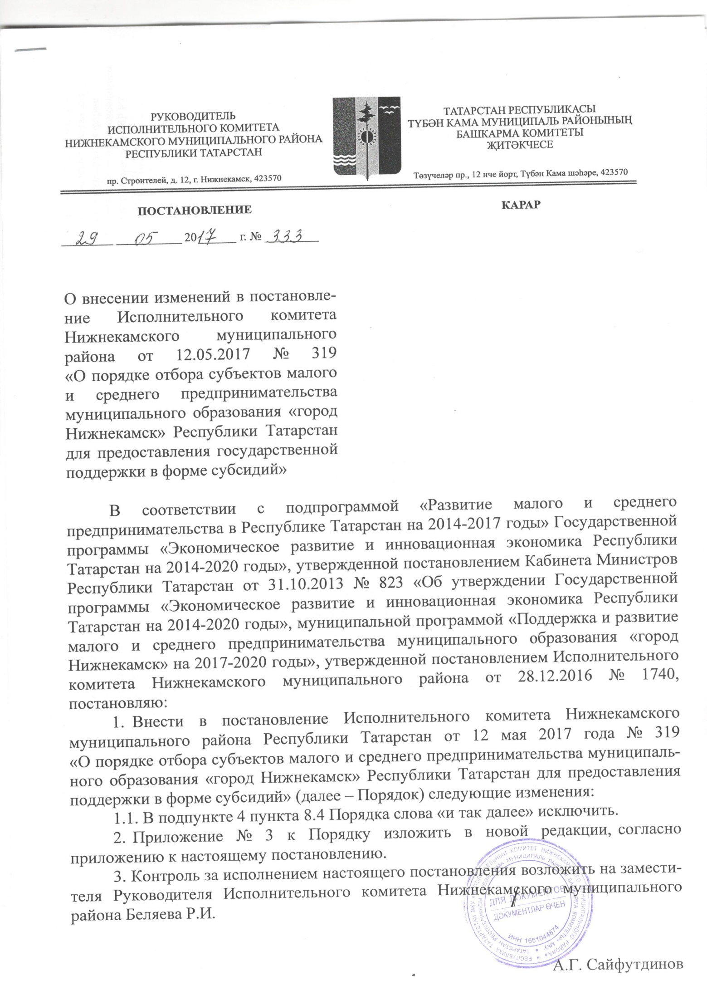 РУКОВОДИТЕЛЬ
ИСПОЛНИТЕЛЬНОГО КОМИТЕТА
НИЖНЕКАМСКОГО МУНИЦИПАЛЬНОГО РАЙОНА
РЕСПУБЛИКИ ТАТАРСТАН
пр. Строителей, д. 12, г. Нижнекамск, 423570
ТАТАРСТАН РЕСПУБЛИКАСЫ
ТҮБӘН КАМА МУНИЦИПАЛЬ РАЙОНЫНЫҢ
БАШКАРМА КОМИТЕТЫ
ҖИТӘКЧЕСЕ
Төзүчеләр пр., 12 нче йорт, Түбән Кама шәһәре, 423570
ПОСТАНОВЛЕНИЕ
КАРАР
29 05 2017 г. № 333
О внесении изменений в постановле-
ние Исполнительного комитета
Нижнекамского муниципального
района от 12.05.2017 № 319
«О порядке отбора субъектов малого
и среднего предпринимательства
муниципального образования «город
Нижнекамск» Республики Татарстан
для предоставления государственной
поддержки в форме субсидий»
В соответствии с подпрограммой «Развитие малого и среднего
предпринимательства в Республике Татарстан на 2014-2017 годы» Государственной
программы «Экономическое развитие и инновационная экономика Республики
Татарстан на 2014-2020 годы», утвержденной постановлением Кабинета Министров
Республики Татарстан от 31.10.2013 № 823 «Об утверждении Государственной
программы «Экономическое развитие и инновационная экономика Республики
Татарстан на 2014-2020 годы», муниципальной программой «Поддержка и развитие
малого и среднего предпринимательства муниципального образования «город
Нижнекамск» на 2017-2020 годы», утвержденной постановлением Исполнительного
комитета Нижнекамского муниципального района от 28.12.2016 № 1740,
постановляю:
1. Внести в постановление Исполнительного комитета Нижнекамского
муниципального района Республики Татарстан от 12 мая 2017 года № 319
«О порядке отбора субъектов малого и среднего предпринимательства муниципаль-
ного образования «город Нижнекамск» Республики Татарстан для предоставления
поддержки в форме субсидий» (далее – Порядок) следующие изменения:
1.1. В подпункте 4 пункта 8.4 Порядка слова «и так далее» исключить.
2. Приложение № 3 к Порядку изложить в новой редакции, согласно
приложению к настоящему постановлению.
3. Контроль за исполнением настоящего постановления возложить на замести-
теля Руководителя Исполнительного комитета Нижнекамского муниципального
района Беляева Р.И.
ДЛЯ ДОКУМЕНТОВ
ДОКУМЕНТЛАР ӨЧЕН
ИНН 1651044874
А.Г. Сайфутдинов